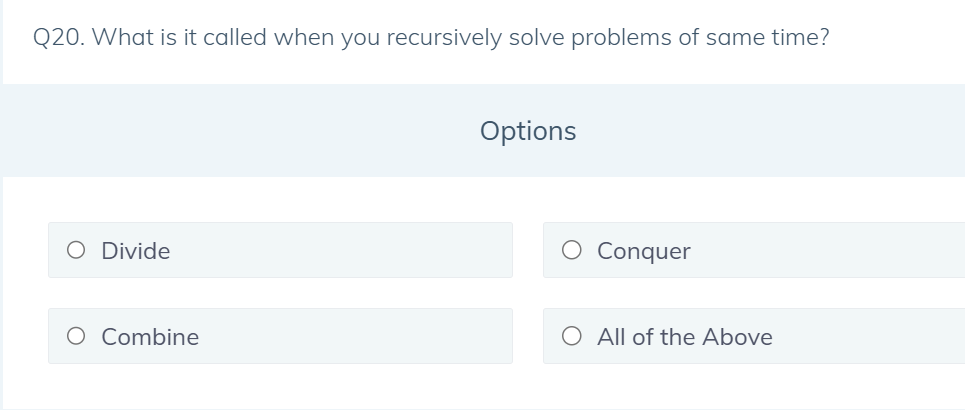 Q20. What is it called when you recursively solve problems of same time?
Options
Divide
Conquer
Combine
All of the Above